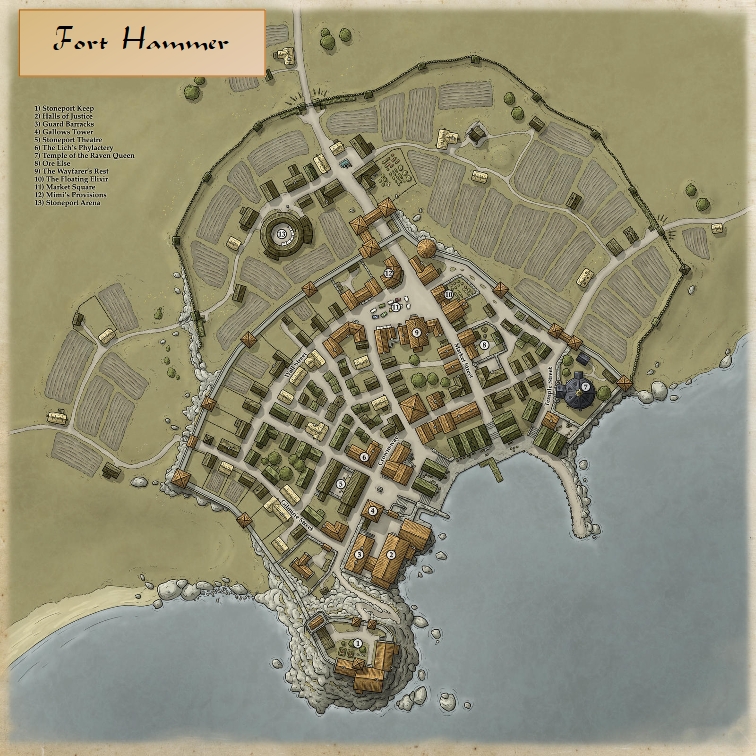 Fort Hammer
1) Stoneport Keep
2) Halls of Justice
3) Guard Barracks
4) Gallows Tower
5) Stoneport Theatre
6) The Lich's Phylactery
7) Temple of the Raven Queen
8) Ore Else
9) The Wayfarer's Rest
10) The Floating Elixir
11) Market Square
12) Mimi's Provisions
13) Stoneport Arena
13
12
11
10
9
8
7
6
5
4
3
2
1
Temple Street